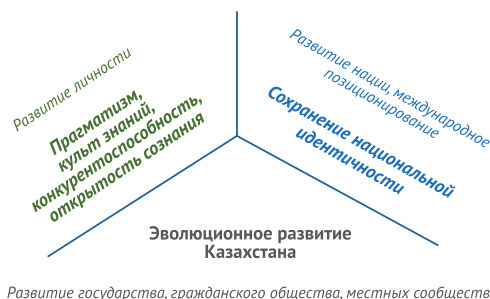 Развитие личности
Прагматизм,
культ знаний,
конкурентоспособность,
открытость сознания
Развитие нации, международное
позиционирование
Сохранение национальной
идентичности
Эволюционное развитие
Казахстана
Развитие государства, гражданского общества, местных сообществ